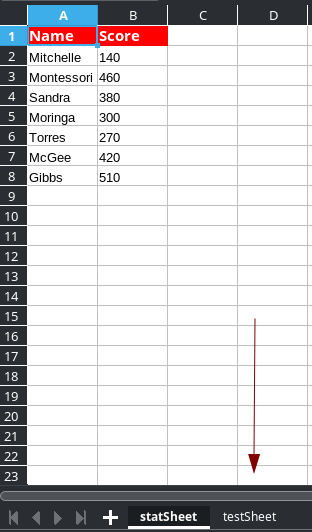 A B C D
1 Name Score
2 Mitchelle 140
3 Montessori 460
4 Sandra 380
5 Moringa 300
6 Torres 270
7 McGee 420
8 Gibbs 510
9
10
11
12
13
14
15
16
17
18
19
20
21
22
23
statSheet testSheet